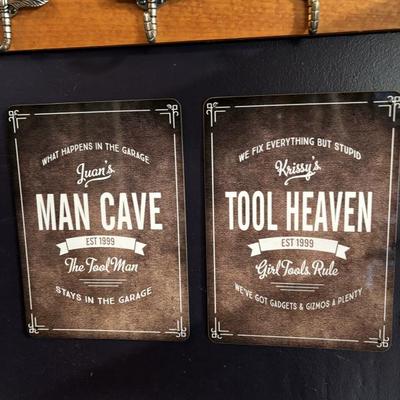 WHAT HAPPENS IN THE GARAGE
Juan's
MAN CAVE
EST 1999
The Tool Man
STAYS IN THE GARAGE
WE FIX EVERYTHING BUT STUPID
Krissy's
TOOL HEAVEN
EST 1999
Girl Tools Rule
WE'VE GOT GADGETS & GIZMOS A PLENTY